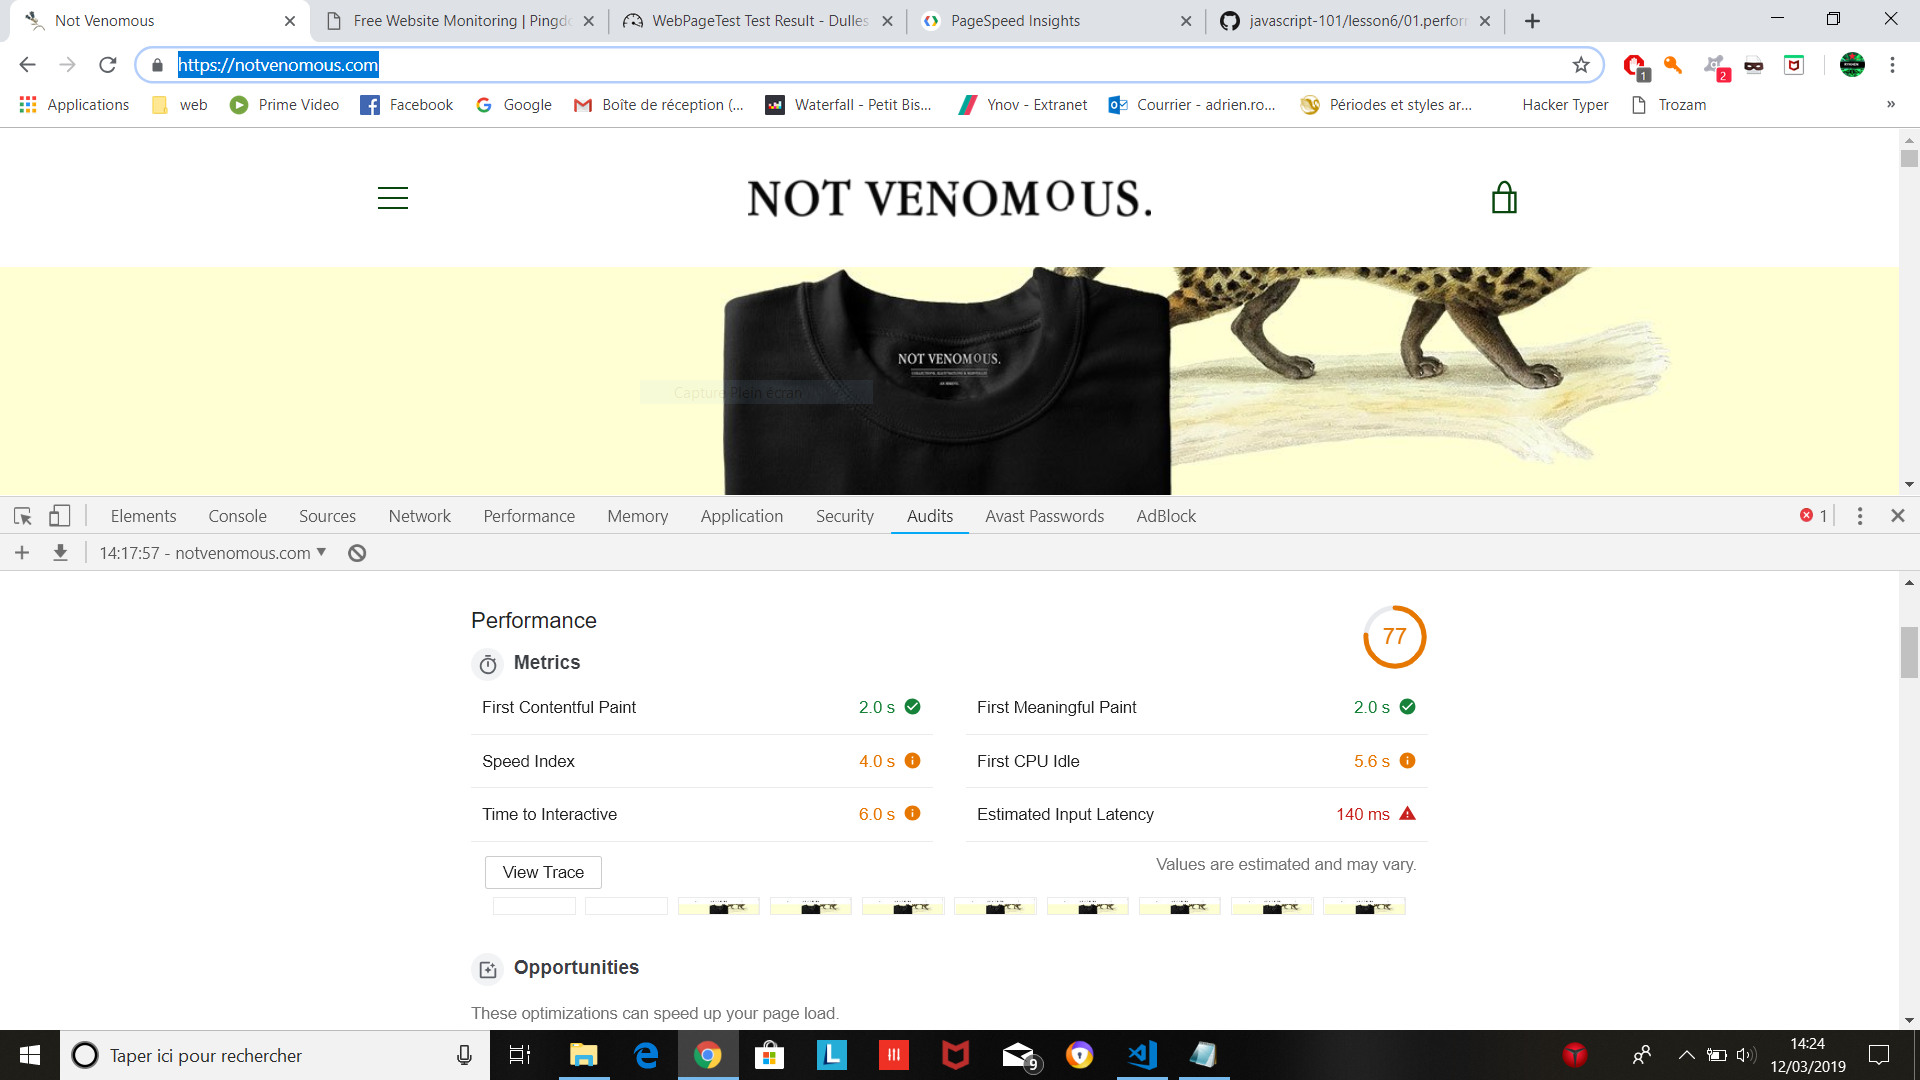 Not Venomous
Free Website Monitoring | Pingd
WebPageTest Test Result - Dulles
PageSpeed Insights
javascript-101/lesson6/01.perfor
https://notvenomous.com
1
2
Applications
web
Prime Video
Facebook
Google
Boîte de réception (...
Waterfall - Petit Bis...
Ynov - Extranet
Courrier - adrien.ro...
Périodes et styles ar...
Hacker Typer
Trozam
»
NOT VENOMOUS.
NOT VENOMOUS.
Capture Plein écran
Elements
Console
Sources
Network
Performance
Memory
Application
Security
Audits
Avast Passwords
AdBlock
1
14:17:57 - notvenomous.com
Performance
77
Metrics
First Contentful Paint 2.0 s
First Meaningful Paint 2.0 s
Speed Index 4.0 s
First CPU Idle 5.6 s
Time to Interactive 6.0 s
Estimated Input Latency 140 ms
View Trace
Values are estimated and may vary.
Opportunities
These optimizations can speed up your page load.
Taper ici pour rechercher
L
9
14:24
12/03/2019